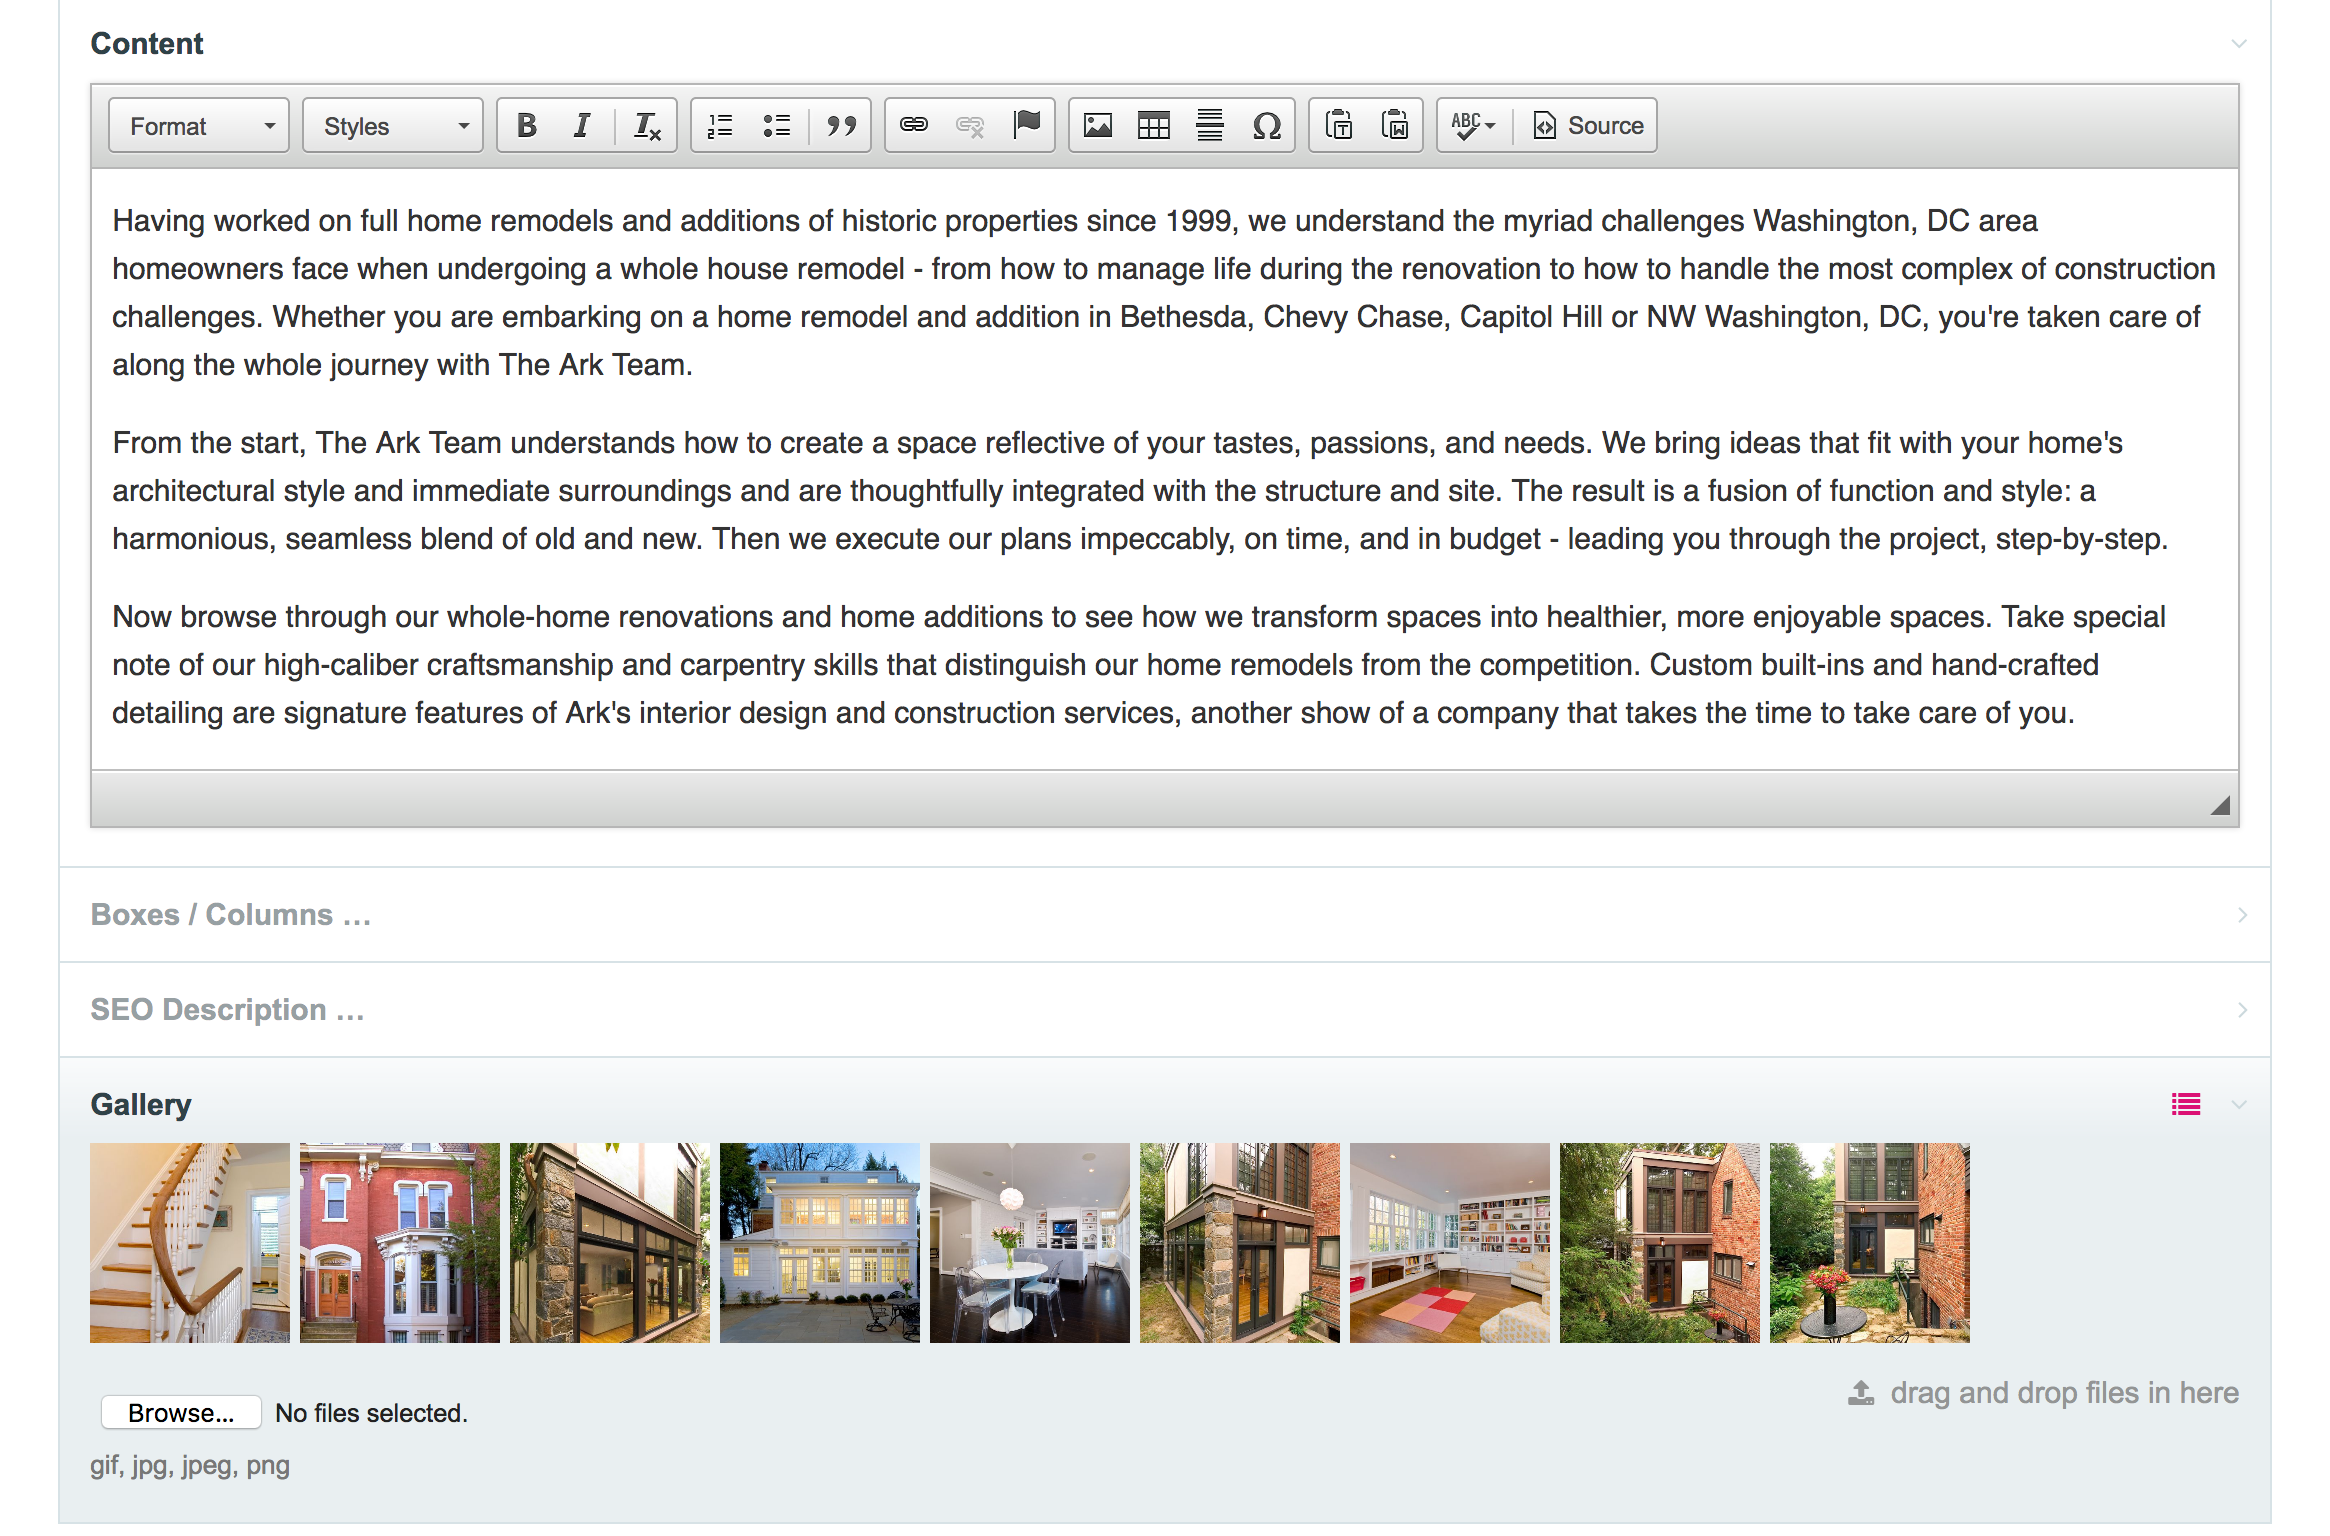 Content
Format Styles B I Tx ABC Source
Having worked on full home remodels and additions of historic properties since 1999, we understand the myriad challenges Washington, DC area
homeowners face when undergoing a whole house remodel - from how to manage life during the renovation to how to handle the most complex of construction
challenges. Whether you are embarking on a home remodel and addition in Bethesda, Chevy Chase, Capitol Hill or NW Washington, DC, you're taken care of
along the whole journey with The Ark Team.
From the start, The Ark Team understands how to create a space reflective of your tastes, passions, and needs. We bring ideas that fit with your home's
architectural style and immediate surroundings and are thoughtfully integrated with the structure and site. The result is a fusion of function and style: a
harmonious, seamless blend of old and new. Then we execute our plans impeccably, on time, and in budget - leading you through the project, step-by-step.
Now browse through our whole-home renovations and home additions to see how we transform spaces into healthier, more enjoyable spaces. Take special
note of our high-caliber craftsmanship and carpentry skills that distinguish our home remodels from the competition. Custom built-ins and hand-crafted
detailing are signature features of Ark's interior design and construction services, another show of a company that takes the time to take care of you.
Boxes / Columns ...
SEO Description ...
Gallery
drag and drop files in here
Browse... No files selected.
gif, jpg, jpeg, png